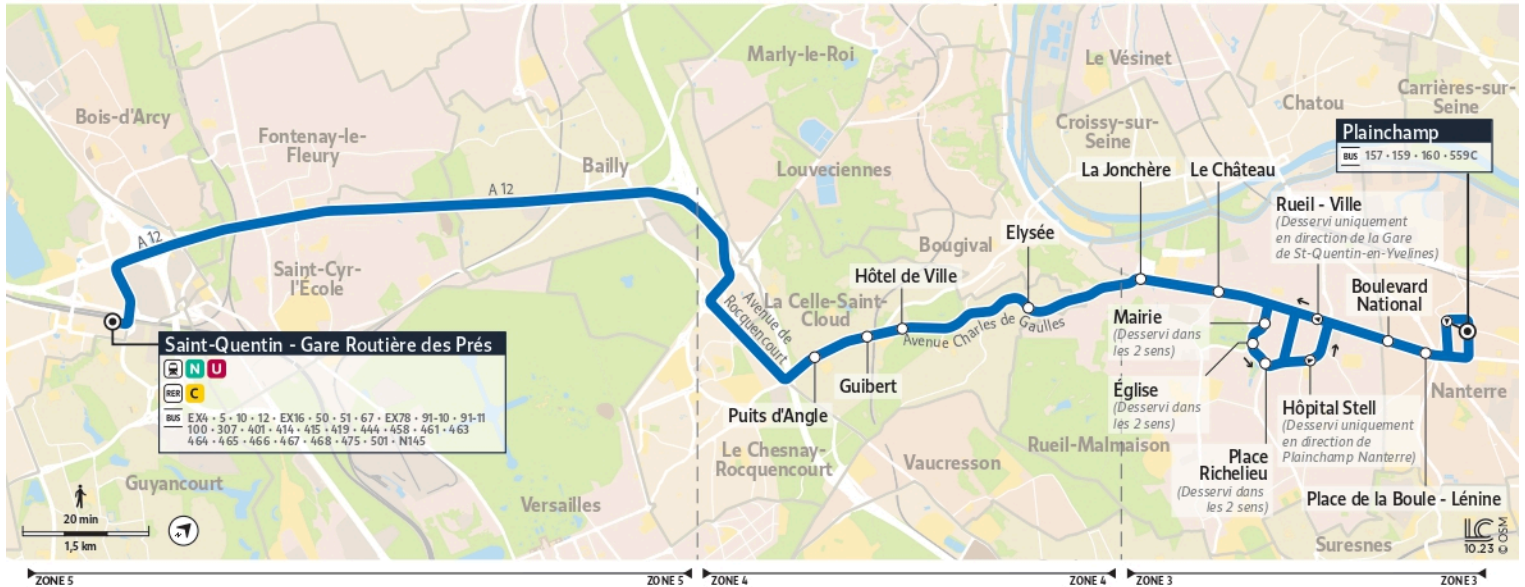 Marly-le-Roi
Le Vésinet
Carrières-sur-
Seine
Chatou
Bois-d'Arcy
Fontenay-le-
Fleury
Croissy-sur-
Seine
Plainchamp
BUS 157 • 159 • 160 • 559C
Bailly
Louveciennes
La Jonchère
Le Château
A 12
Rueil - Ville
(Desservi uniquement
en direction de la Gare
de St-Quentin-en-Yvelines)
A 12
Bougival
Elysée
Saint-Cyr-
l'École
Hôtel de Ville
Boulevard
National
La Celle-Saint-
Cloud
Avenue de
Rocquencourt
Avenue Charles de Gaulles
Mairie
(Desservi dans
les 2 sens)
Saint-Quentin - Gare Routière des Prés
N U
RER C
BUS EX4 • 5 • 10 • 12 • EX16 • 50 • 51 • 67 • EX78 • 91-10 • 91-11
100 • 307 • 401 • 414 • 415 • 419 • 444 • 458 • 461 • 463
464 • 465 • 466 • 467 • 468 • 475 • 501 • N145
Guibert
Puits d'Angle
Église
(Desservi dans
les 2 sens)
Hôpital Stell
(Desservi uniquement
en direction de
Plainchamp Nanterre)
Nanterre
Le Chesnay-
Rocquencourt
Vaucresson
Rueil-Malmaison
Place
Richelieu
(Desservi dans
les 2 sens)
Place de la Boule - Lénine
Guyancourt
Versailles
20 min
1,5 km
Suresnes
LC
10.23
© OSM
ZONE 5 ZONE 5 ZONE 4 ZONE 4 ZONE 3 ZONE 3